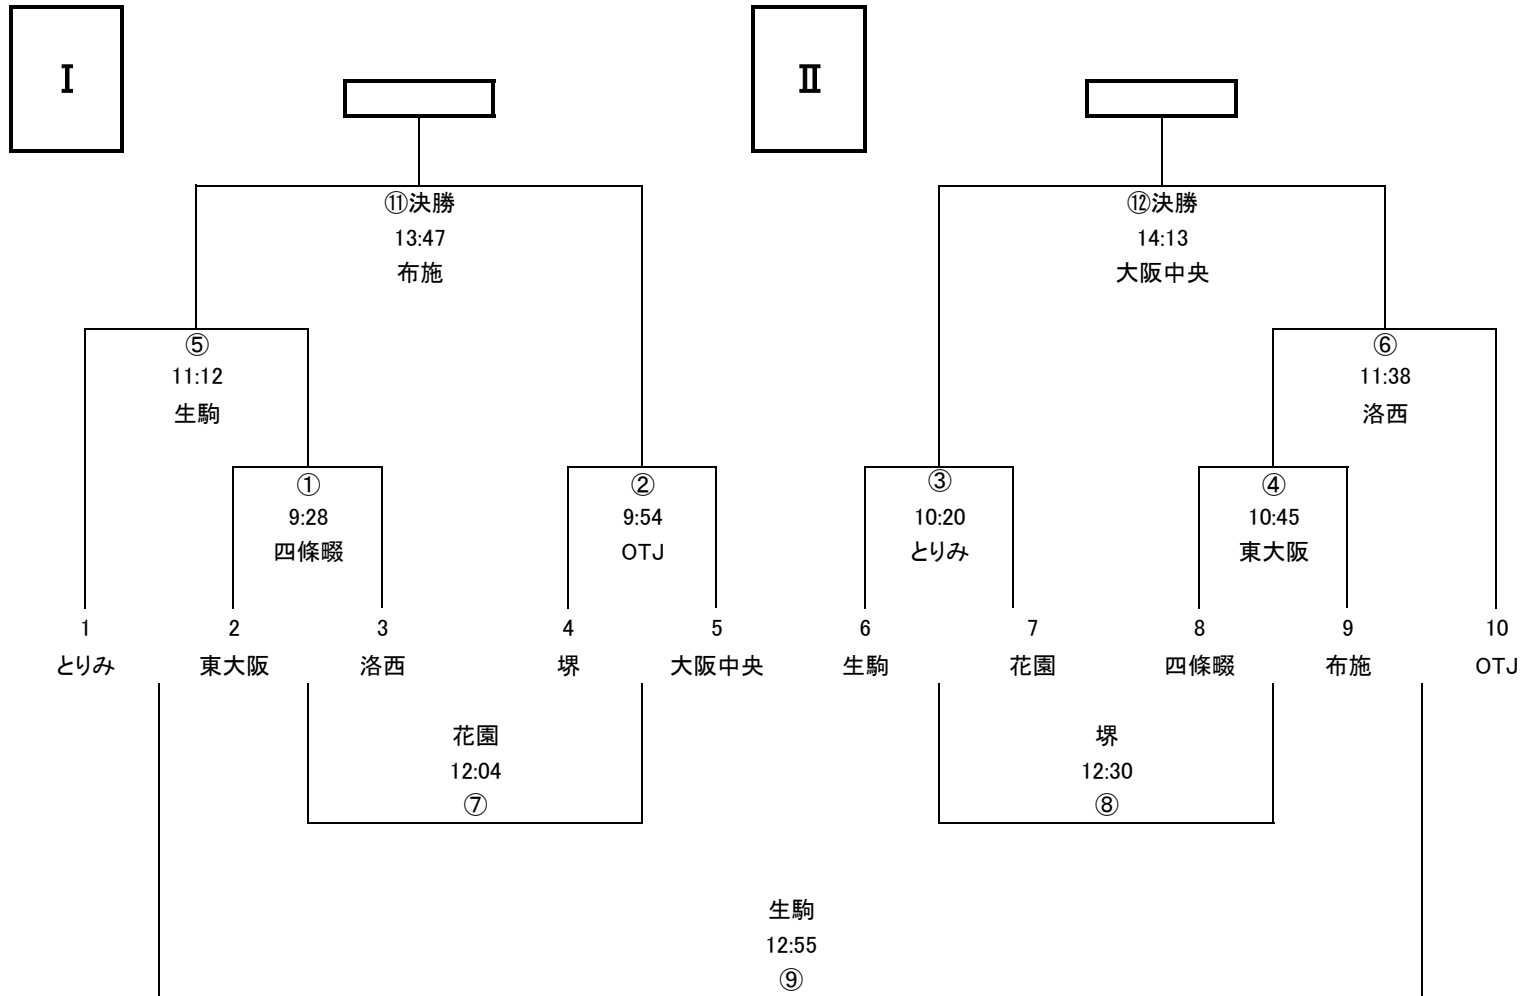 Ⅰ
Ⅱ
⑪決勝
13:47
布施
⑫決勝
14:13
大阪中央
⑤
11:12
生駒
⑥
11:38
洛西
①
9:28
四條畷
②
9:54
OTJ
③
10:20
とりみ
④
10:45
東大阪
1 2 3 4 5 6 7 8 9 10
とりみ 東大阪 洛西 堺 大阪中央 生駒 花園 四條畷 布施 OTJ
花園
12:04
⑦
堺
12:30
⑧
生駒
12:55
⑨